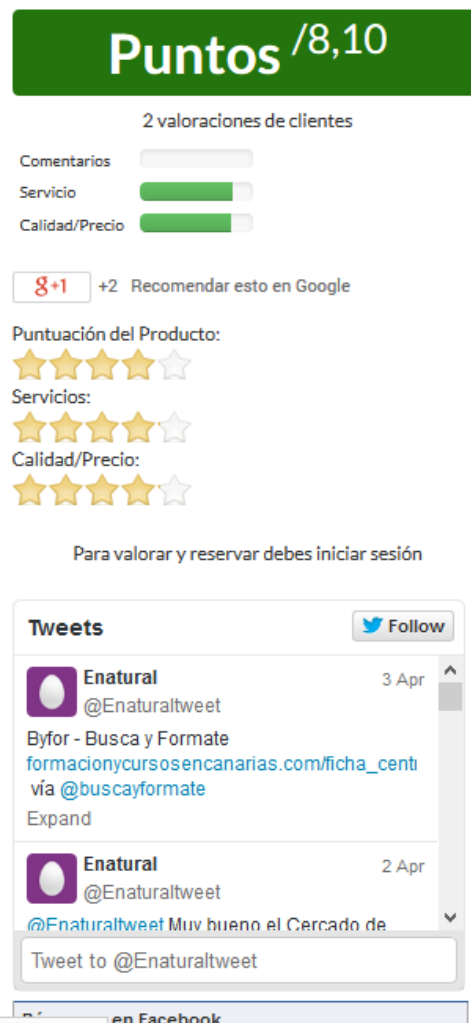 Puntos /8,10
2 valoraciones de clientes
Comentarios
Servicio
Calidad/Precio
g+1 +2 Recomendar esto en Google
Puntuación del Producto:
Servicios:
Calidad/Precio:
Para valorar y reservar debes iniciar sesión
Tweets Follow
Enatural 3 Apr
@Enaturaltweet
Byfor - Busca y Formate
formacionycursosencanarias.com/ficha_centr
vía @buscayformate
Expand
Enatural 2 Apr
@Enaturaltweet
@Enaturaltweet Muy bueno el Cercado de
Tweet to @Enaturaltweet
en Facebook